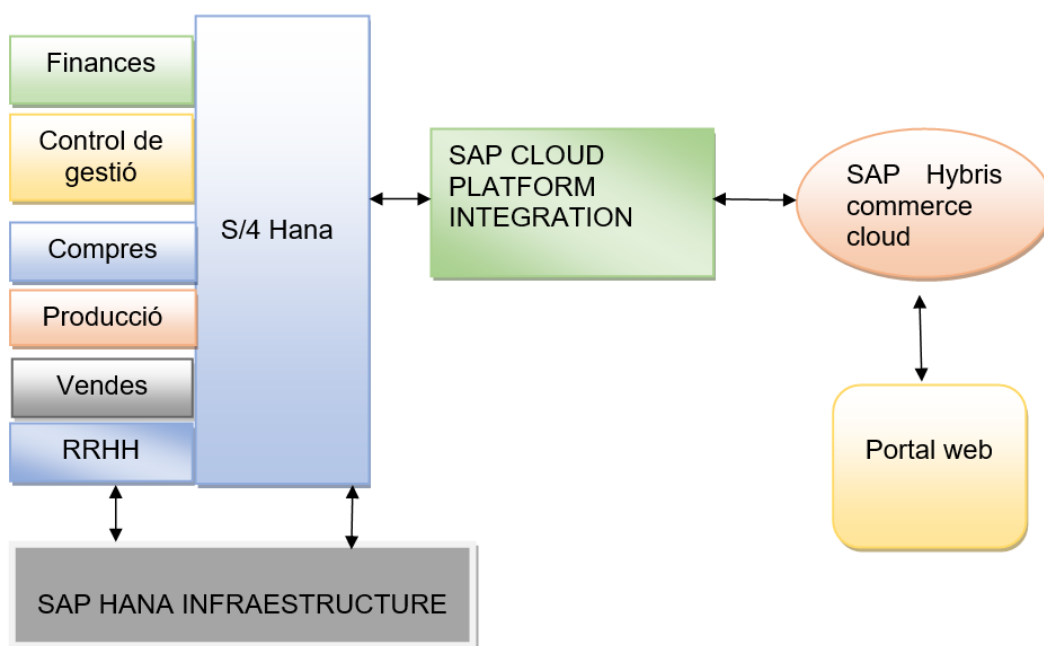 Finances
Control de
gestió
Compres
Producció
Vendes
RRHH
S/4 Hana
SAP CLOUD
PLATFORM
INTEGRATION
SAP Hybris
commerce
cloud
Portal web
SAP HANA INFRAESTRUCTURE